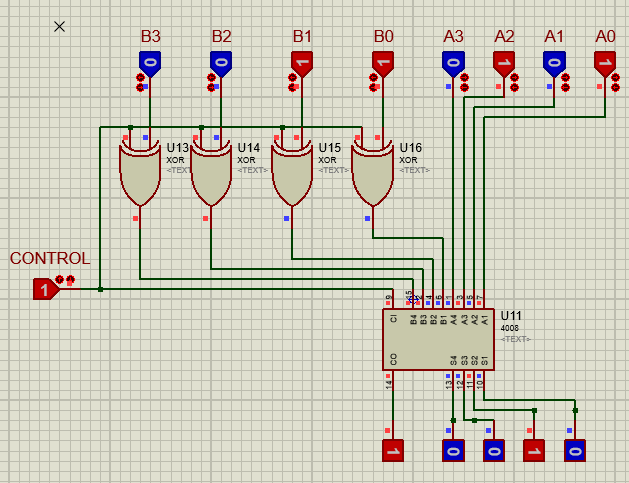 B3 B2 B1 B0 A3 A2 A1 A0
0 0 1 1 0 1 0 1
U13 U14 U15 U16
XOR XOR XOR XOR
<TEXT> <TEXT> <TEXT> <TEXT>
CONTROL
1
9 4 6 1 3 5 7
CI B4 B3 B2 B1 A4 A3 A2 A1
U11
4008
<TEXT>
CO S4 S3 S2 S1
14 13 12 11 10
1 0 0 1 0